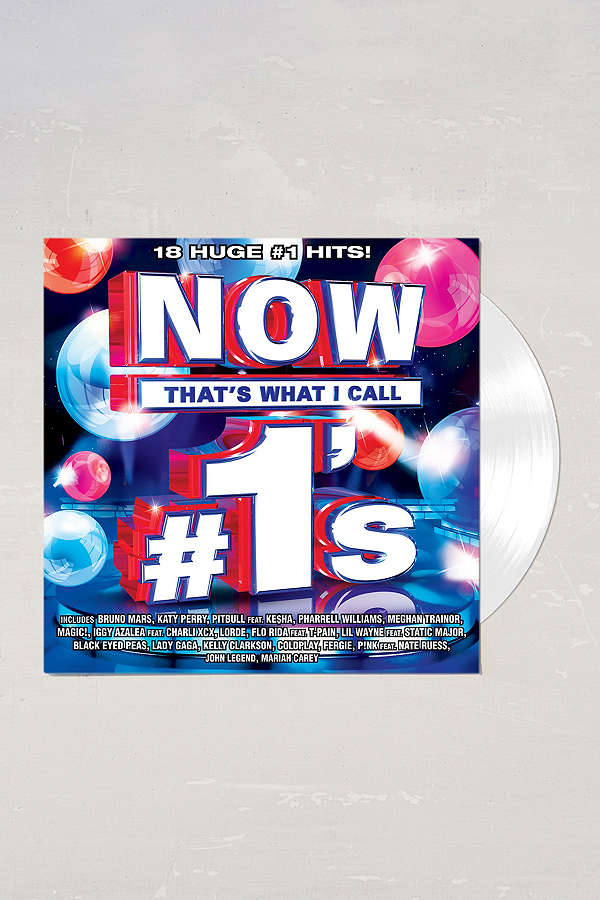 18 HUGE #1 HITS!
NOW
THAT'S WHAT I CALL
#1's
INCLUDES BRUNO MARS, KATY PERRY, PITBULL FEAT. KESHA, PHARRELL WILLIAMS, MEGHAN TRAINOR,
MAGIC!, IGGY AZALEA FEAT. CHARLI XCX, LORDE, FLO RIDA FEAT. T-PAIN, LIL WAYNE FEAT. STATIC MAJOR,
BLACK EYED PEAS, LADY GAGA, KELLY CLARKSON, COLDPLAY, FERGIE, P!NK FEAT. NATE RUESS,
JOHN LEGEND, MARIAH CAREY